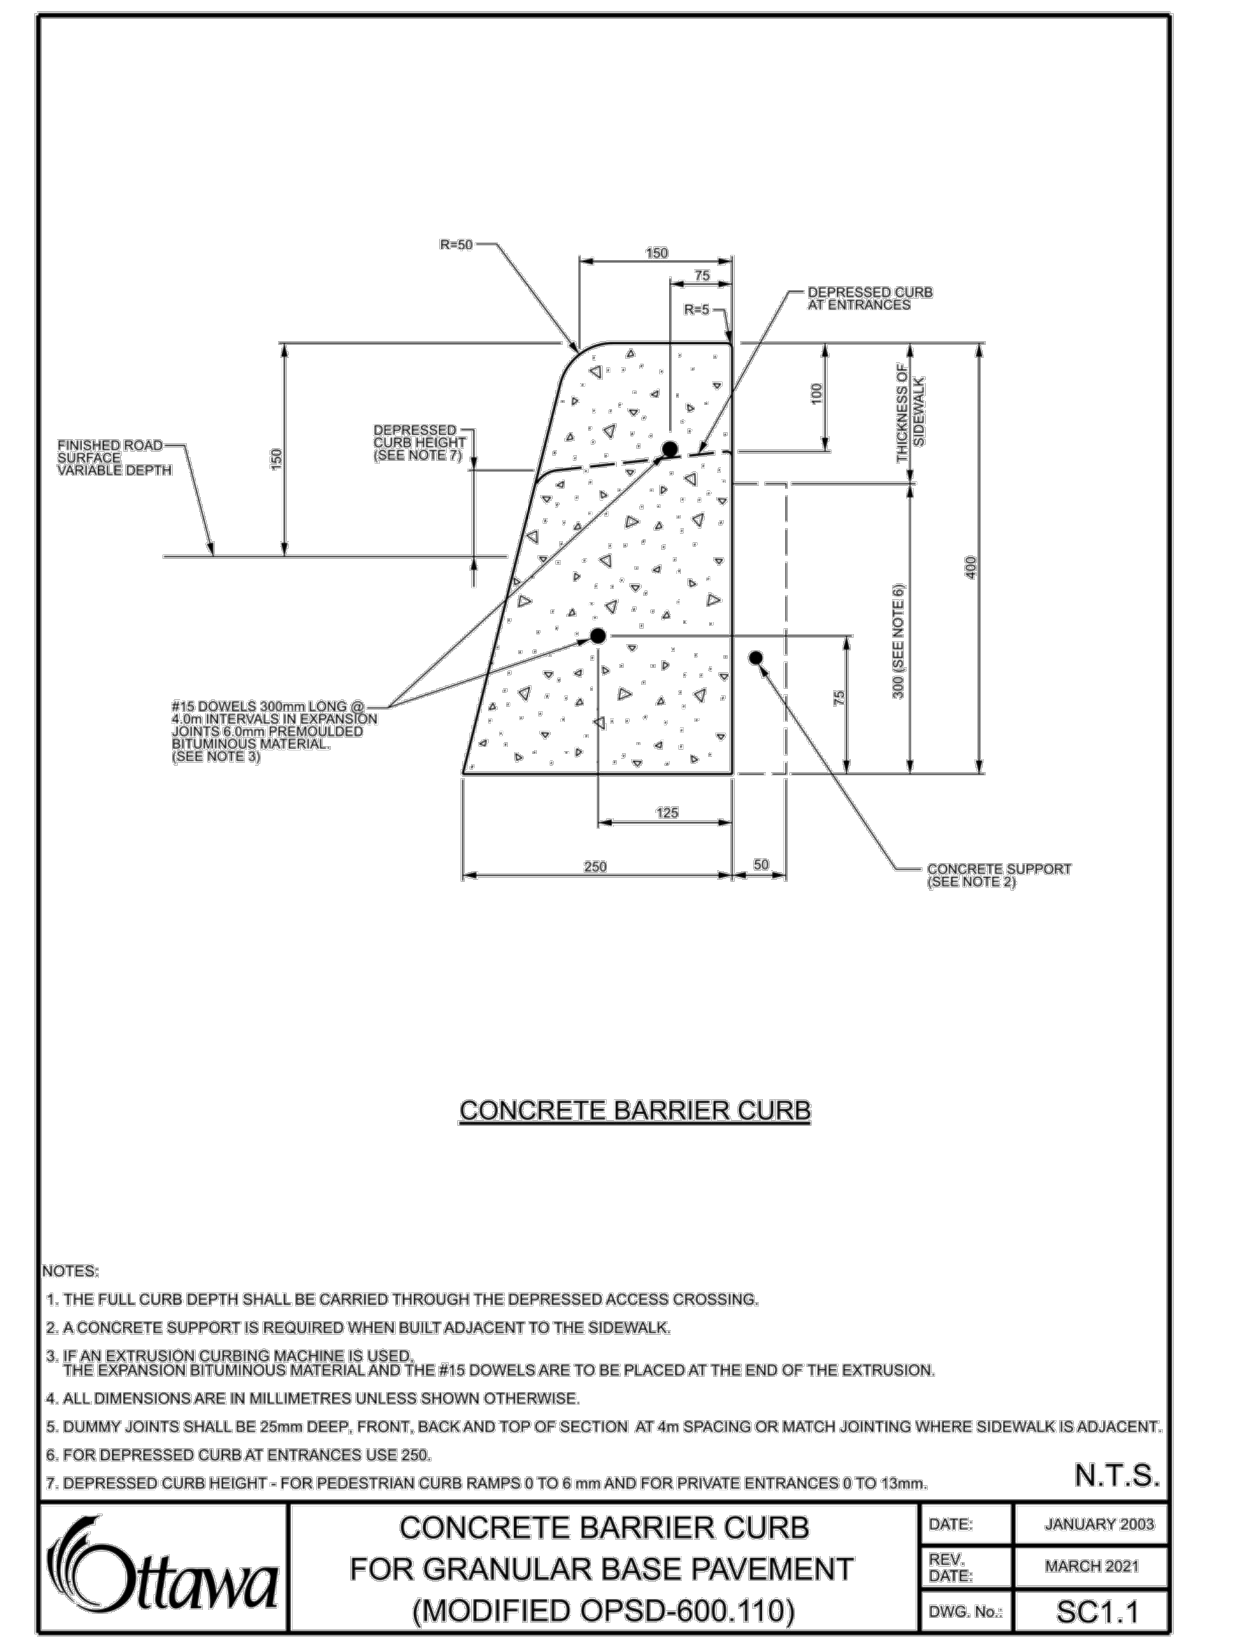 R=50
150
75
R=5
DEPRESSED CURB
AT ENTRANCES
100
THICKNESS OF
SIDEWALK
FINISHED ROAD
SURFACE
VARIABLE DEPTH
150
DEPRESSED
CURB HEIGHT
(SEE NOTE 7)
400
300 (SEE NOTE 6)
75
#15 DOWELS 300mm LONG @
4.0m INTERVALS IN EXPANSION
JOINTS 6.0mm PREMOULDED
BITUMINOUS MATERIAL.
(SEE NOTE 3)
125
250
50
CONCRETE SUPPORT
(SEE NOTE 2)
CONCRETE BARRIER CURB
NOTES:
1. THE FULL CURB DEPTH SHALL BE CARRIED THROUGH THE DEPRESSED ACCESS CROSSING.
2. A CONCRETE SUPPORT IS REQUIRED WHEN BUILT ADJACENT TO THE SIDEWALK.
3. IF AN EXTRUSION CURBING MACHINE IS USED,
THE EXPANSION BITUMINOUS MATERIAL AND THE #15 DOWELS ARE TO BE PLACED AT THE END OF THE EXTRUSION.
4. ALL DIMENSIONS ARE IN MILLIMETRES UNLESS SHOWN OTHERWISE.
5. DUMMY JOINTS SHALL BE 25mm DEEP, FRONT, BACK AND TOP OF SECTION AT 4m SPACING OR MATCH JOINTING WHERE SIDEWALK IS ADJACENT.
6. FOR DEPRESSED CURB AT ENTRANCES USE 250.
7. DEPRESSED CURB HEIGHT - FOR PEDESTRIAN CURB RAMPS 0 TO 6 mm AND FOR PRIVATE ENTRANCES 0 TO 13mm.
N.T.S.
Ottawa
CONCRETE BARRIER CURB
FOR GRANULAR BASE PAVEMENT
(MODIFIED OPSD-600.110)
DATE: JANUARY 2003
REV.
DATE: MARCH 2021
DWG. No.: SC1.1